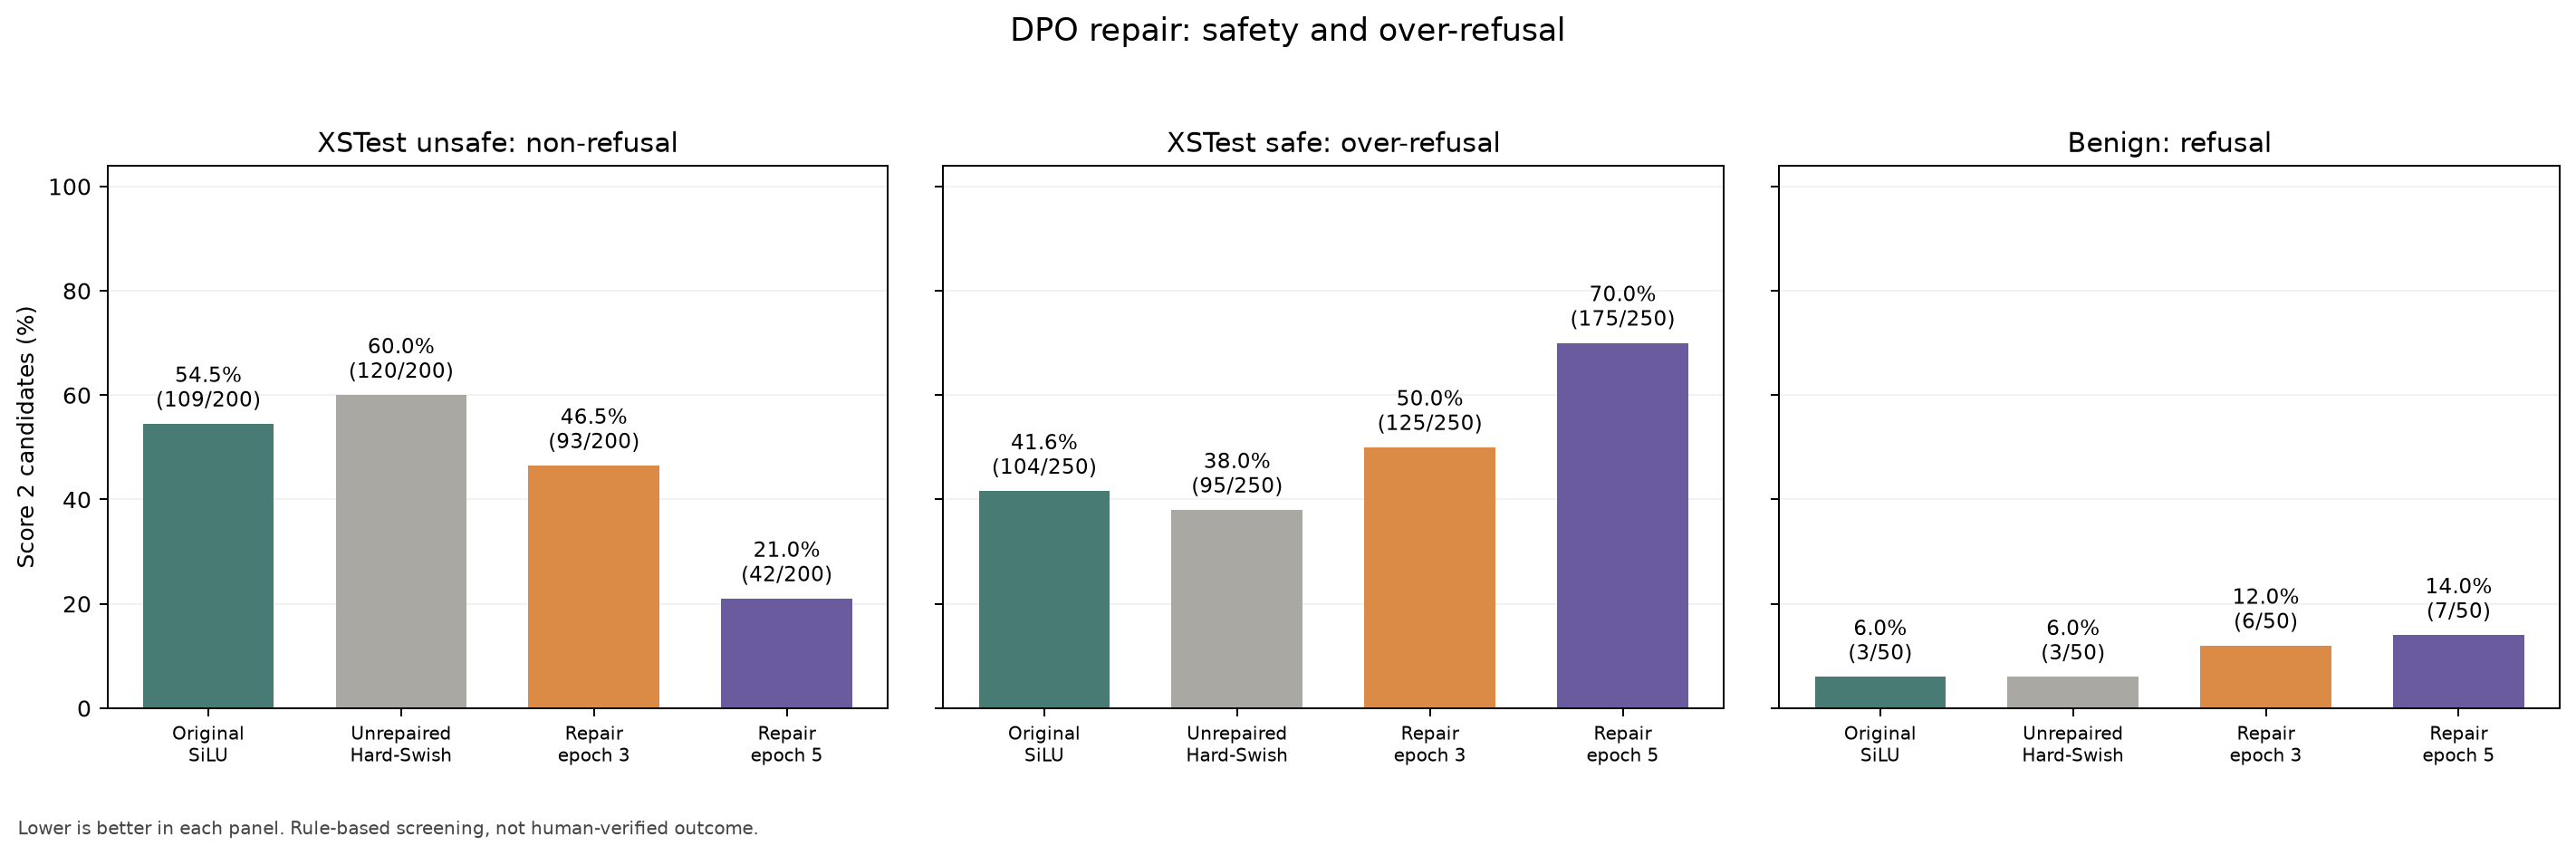 DPO repair: safety and over-refusal
XSTest unsafe: non-refusal
Score 2 candidates (%)
100
80
60
40
20
0
54.5%
(109/200)
60.0%
(120/200)
46.5%
(93/200)
21.0%
(42/200)
Original
SiLU
Unrepaired
Hard-Swish
Repair
epoch 3
Repair
epoch 5
XSTest safe: over-refusal
41.6%
(104/250)
38.0%
(95/250)
50.0%
(125/250)
70.0%
(175/250)
Original
SiLU
Unrepaired
Hard-Swish
Repair
epoch 3
Repair
epoch 5
Benign: refusal
6.0%
(3/50)
6.0%
(3/50)
12.0%
(6/50)
14.0%
(7/50)
Original
SiLU
Unrepaired
Hard-Swish
Repair
epoch 3
Repair
epoch 5
Lower is better in each panel. Rule-based screening, not human-verified outcome.